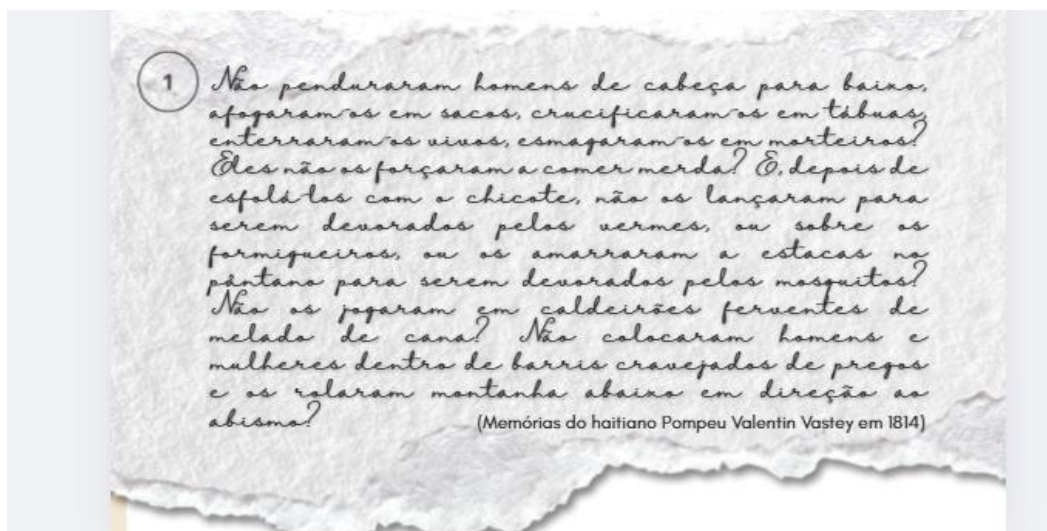 1
Não penduraram homens de cabeça para baixo,
afogaram-os em sacos, crucificaram-os em tábuas,
enterraram-os vivos, esmagaram-os em morteiros?
Eles não os forçaram a comer merda? E, depois de
esfolá-los com o chicote, não os lançaram para
serem devorados pelos vermes, ou sobre os
formigueiros, ou os amarraram a estacas no
pântano para serem devorados pelos mosquitos?
Não os jogaram em caldeirões ferventes de
melado de cana? Não colocaram homens e
mulheres dentro de barris cravejados de pregos
e os rolaram montanha abaixo em direção ao
abismo?
(Memórias do haitiano Pompeu Valentin Vastey em 1814)